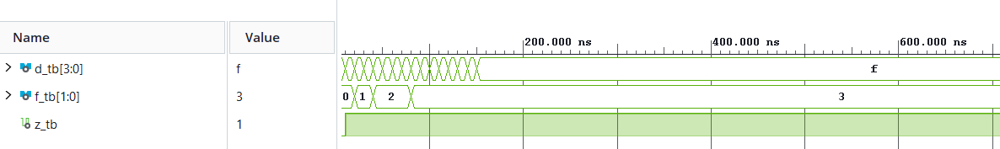 Name Value
200.000 ns 400.000 ns 600.000 ns
d_tb[3:0] f f
f_tb[1:0] 3 0 1 2 3
z_tb 1